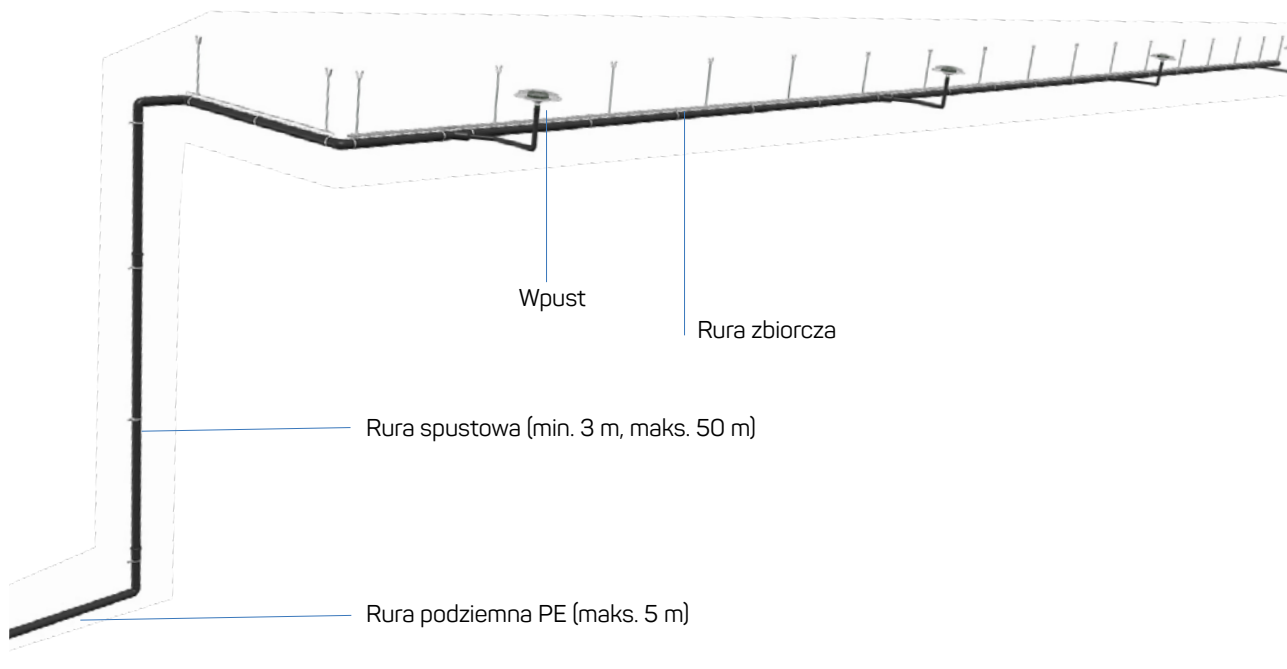 Wpust
Rura zbiorcza
Rura spustowa (min. 3 m, maks. 50 m)
Rura podziemna PE (maks. 5 m)